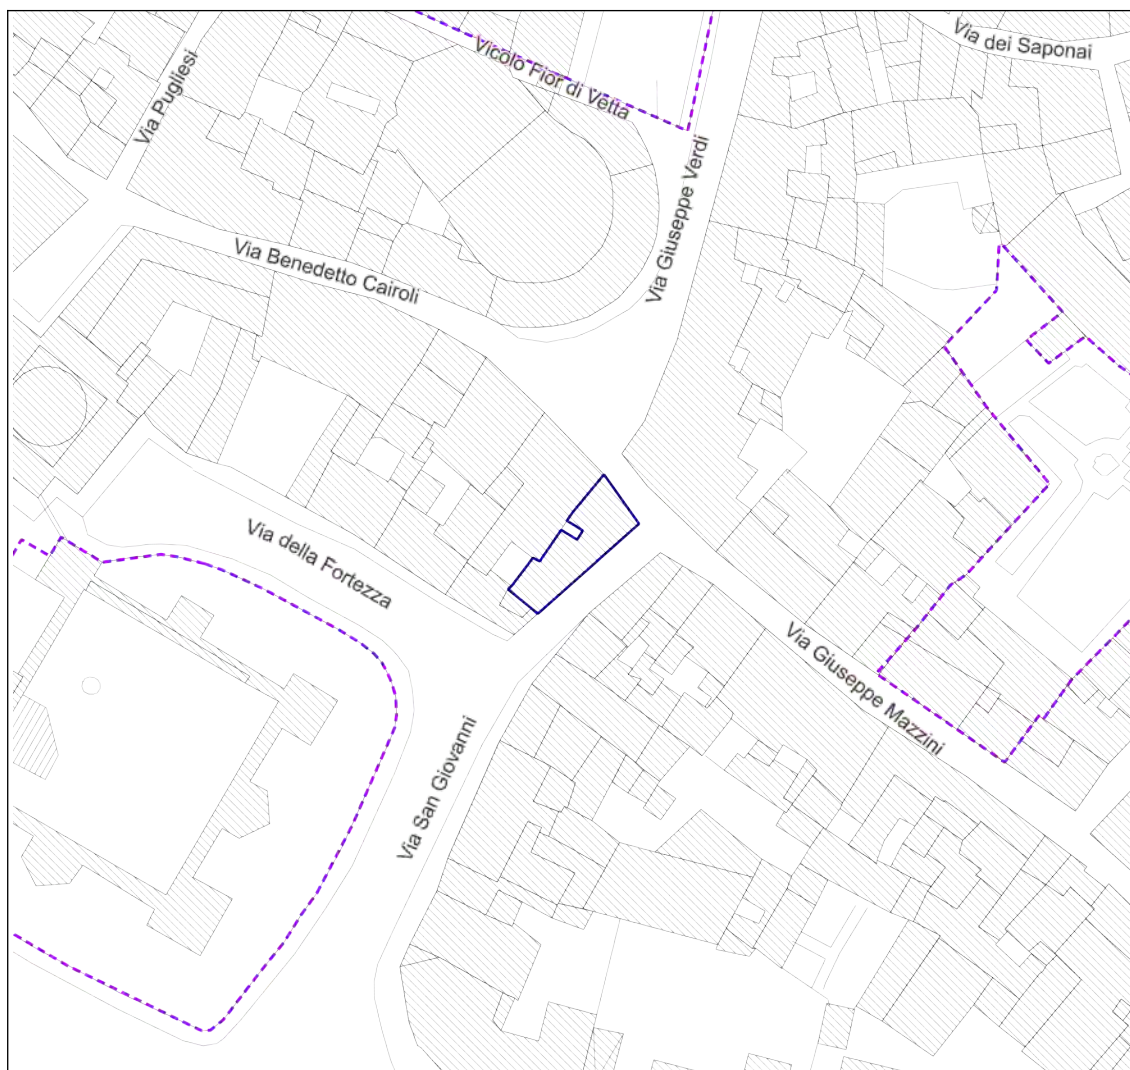 Via dei Saponai
Vicolo Fior di Vetta
Via Pugliesi
Via Giuseppe Verdi
Via Benedetto Cairoli
Via della Fortezza
Via Giuseppe Mazzini
Via San Giovanni